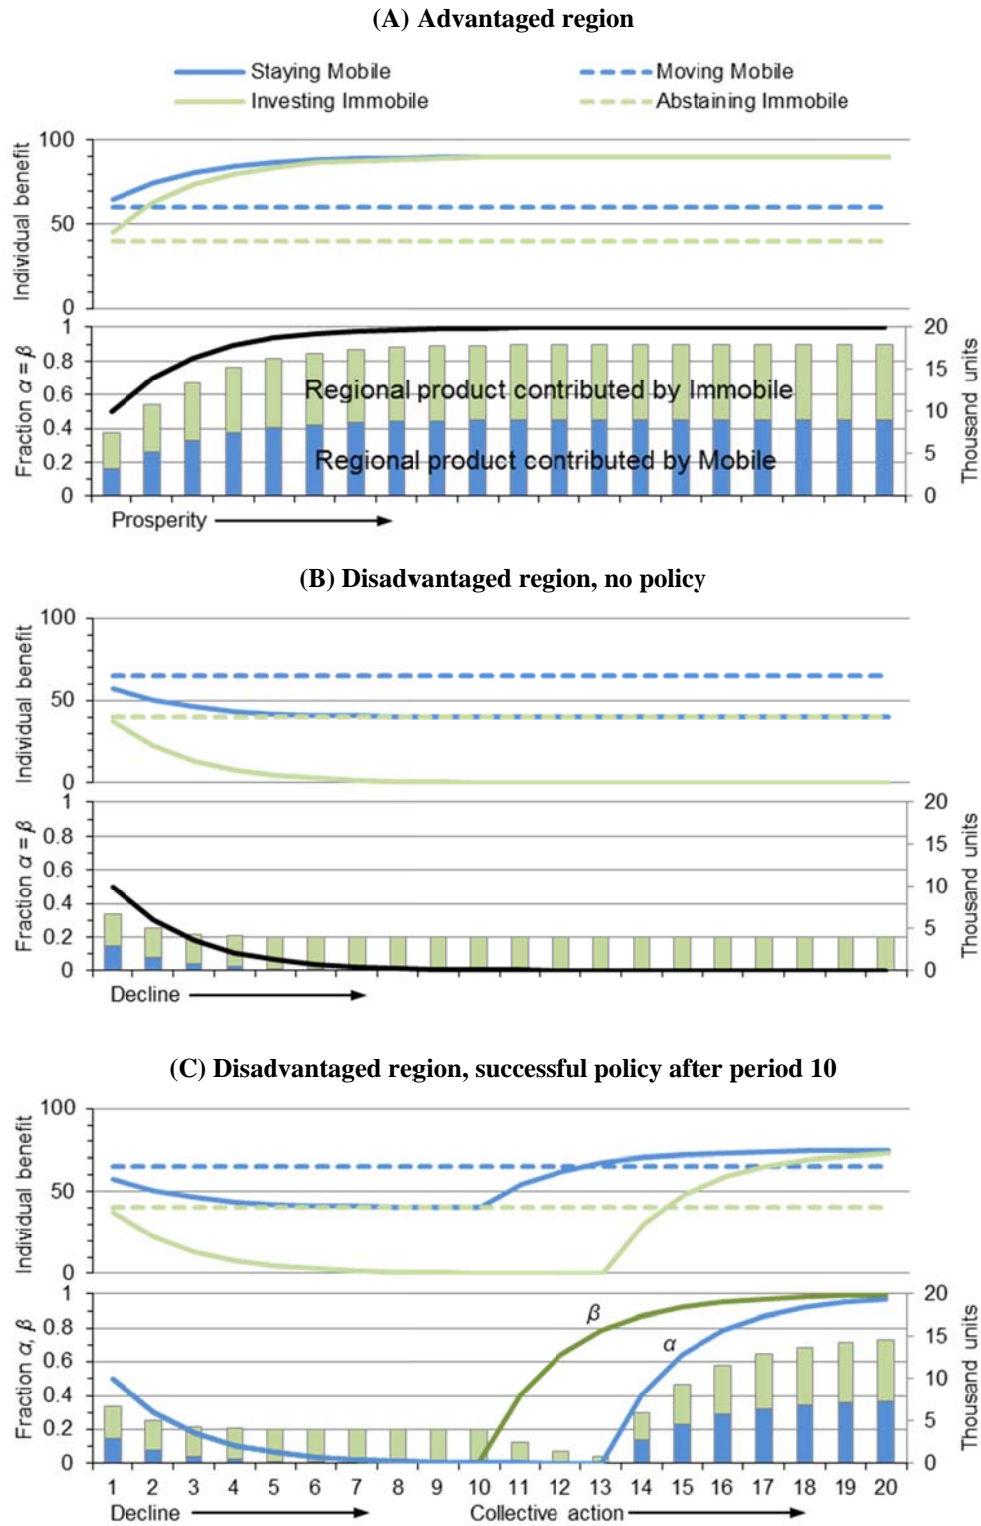 (A) Advantaged region
Staying Mobile
Moving Mobile
Investing Immobile
Abstaining Immobile
Individual benefit
100
50
0
Fraction α = β
1
0.8
0.6
0.4
0.2
0
Regional product contributed by Immobile
Regional product contributed by Mobile
20
15
10
5
0
Thousand units
Prosperity
(B) Disadvantaged region, no policy
Individual benefit
100
50
0
Fraction α = β
1
0.8
0.6
0.4
0.2
0
20
15
10
5
0
Thousand units
Decline
(C) Disadvantaged region, successful policy after period 10
Individual benefit
100
50
0
Fraction α, β
1
0.8
0.6
0.4
0.2
0
β
α
20
15
10
5
0
Thousand units
1 2 3 4 5 6 7 8 9 10 11 12 13 14 15 16 17 18 19 20
Decline
Collective action